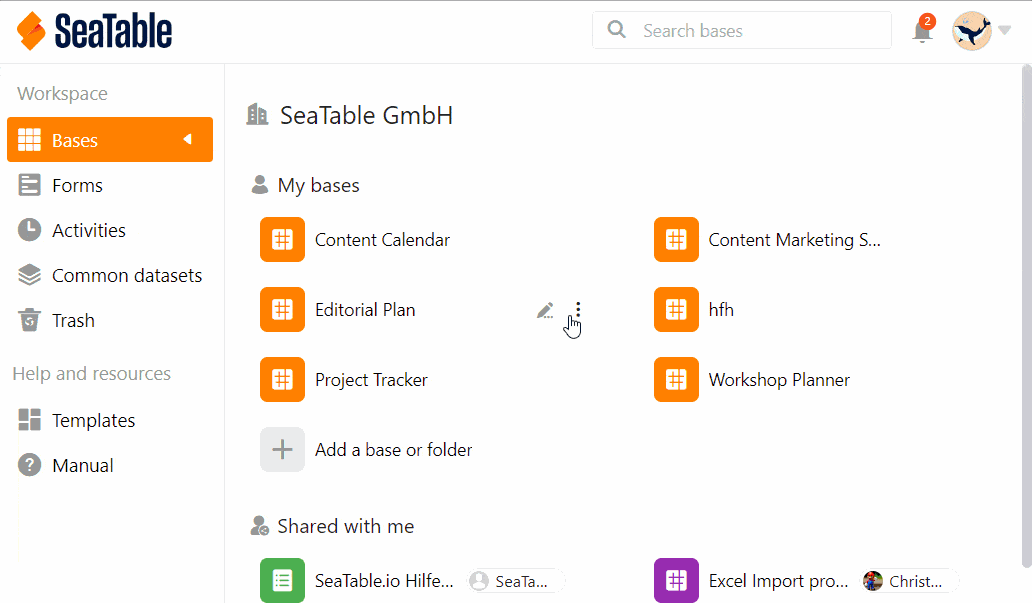 SeaTable
Search bases
2
Workspace
Bases
Forms
Activities
Common datasets
Trash
Help and resources
Templates
Manual
SeaTable GmbH
My bases
Content Calendar
Content Marketing S...
Editorial Plan
hfh
Project Tracker
Workshop Planner
Add a base or folder
Shared with me
SeaTable.io Hilfe... SeaTa...
Excel Import pro... Christ...